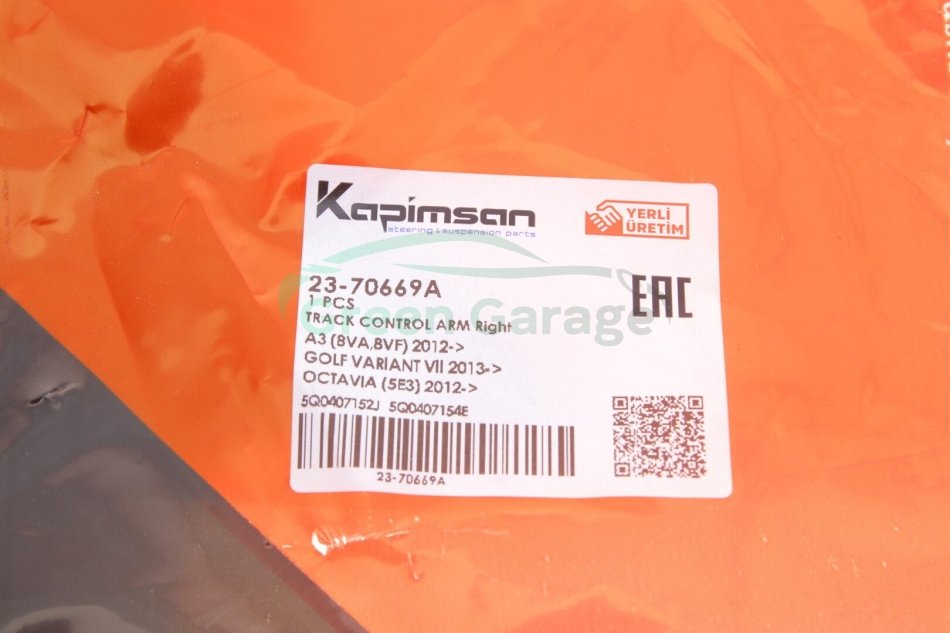 Kapimsan
steering & suspension parts
YERLİ
ÜRETİM
23-70669A
1 PCS
EAC
Green Garage
TRACK CONTROL ARM Right
A3 (8VA,8VF) 2012->
GOLF VARIANT VII 2013->
OCTAVIA (5E3) 2012->
5Q0407152J 5Q0407154E
23-70669A